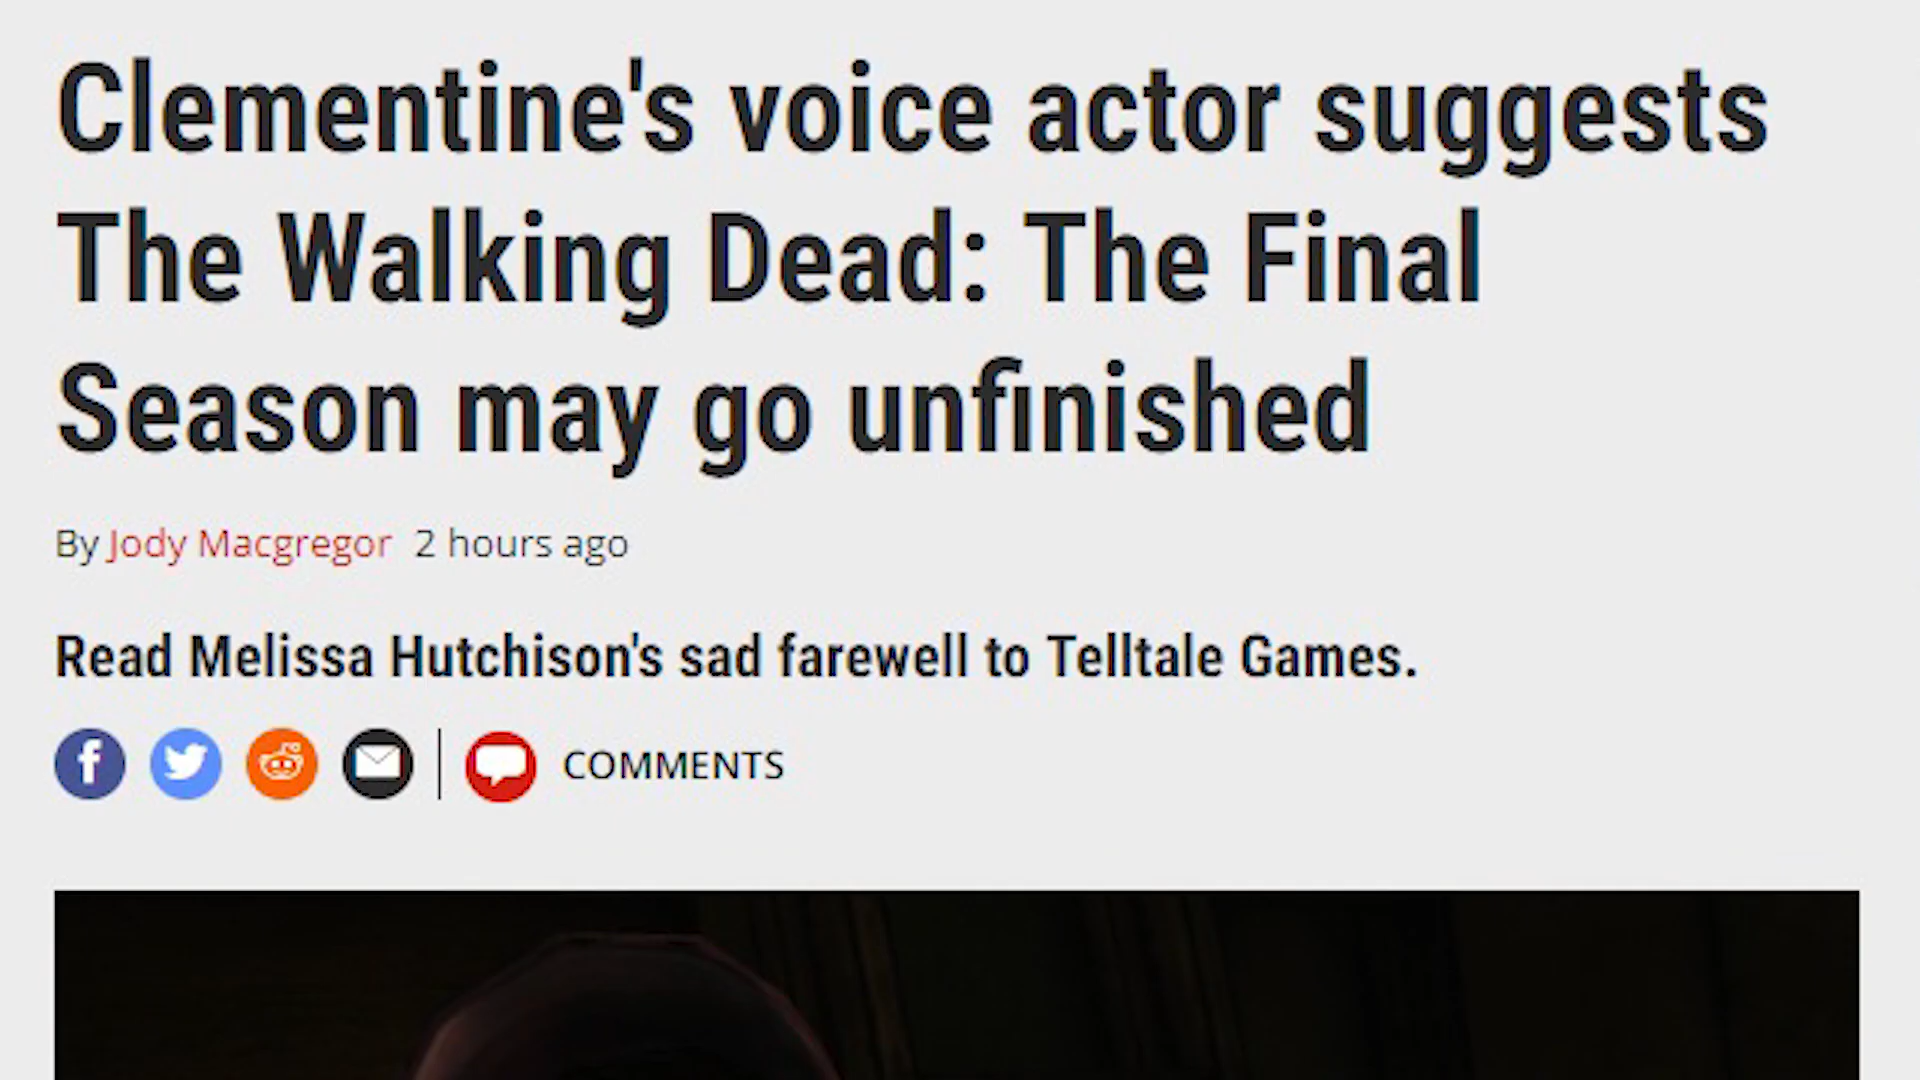 Clementine's voice actor suggests
The Walking Dead: The Final
Season may go unfinished
By Jody Macgregor 2 hours ago
Read Melissa Hutchison's sad farewell to Telltale Games.
COMMENTS